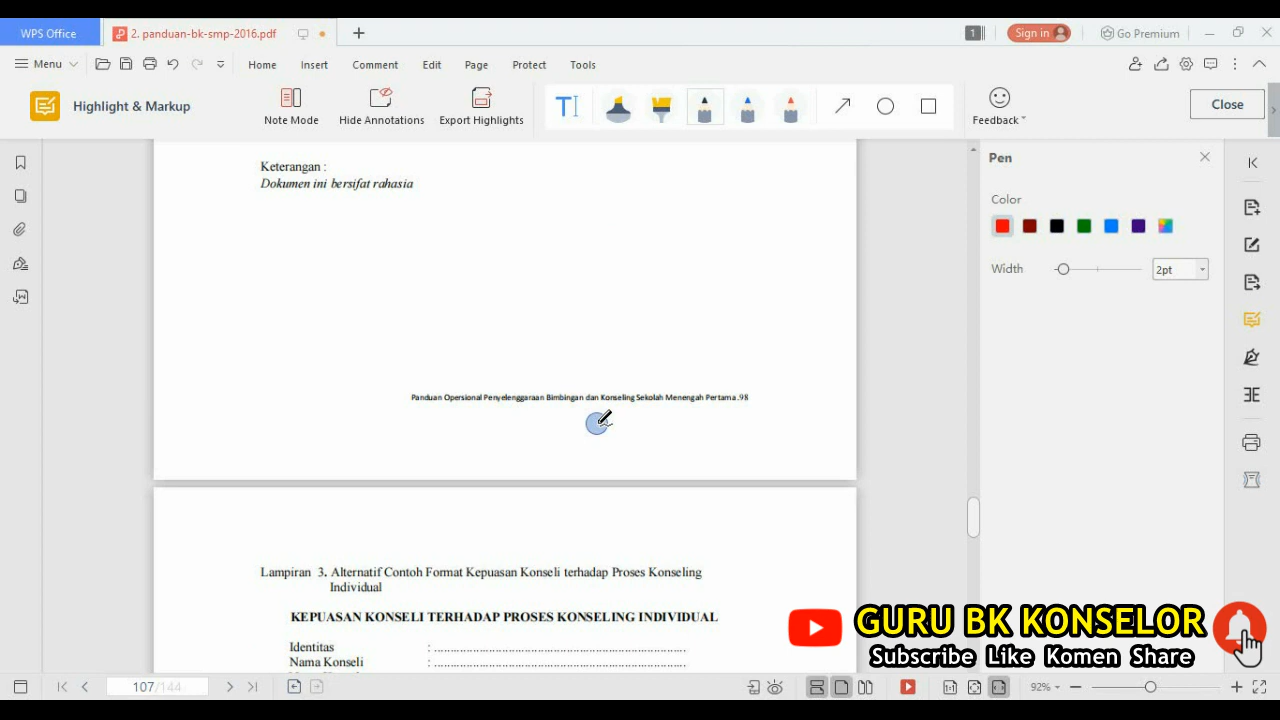 WPS Office
2. panduan-bk-smp-2016.pdf
1
Sign in
Go Premium
Menu
Home
Insert
Comment
Edit
Page
Protect
Tools
Highlight & Markup
Note Mode
Hide Annotations
Export Highlights
T
Feedback
Close
Keterangan :
Dokumen ini bersifat rahasia
Pen
Color
Width
2pt
Panduan Opersional Penyelenggaraan Bimbingan dan Konseling Sekolah Menengah Pertama .98
Lampiran 3. Alternatif Contoh Format Kepuasan Konseli terhadap Proses Konseling
Individual
KEPUASAN KONSELI TERHADAP PROSES KONSELING INDIVIDUAL
Identitas : ..............................................................................
Nama Konseli : ..............................................................................
GURU BK KONSELOR
Subscribe Like Komen Share
107/144
1:1
92%